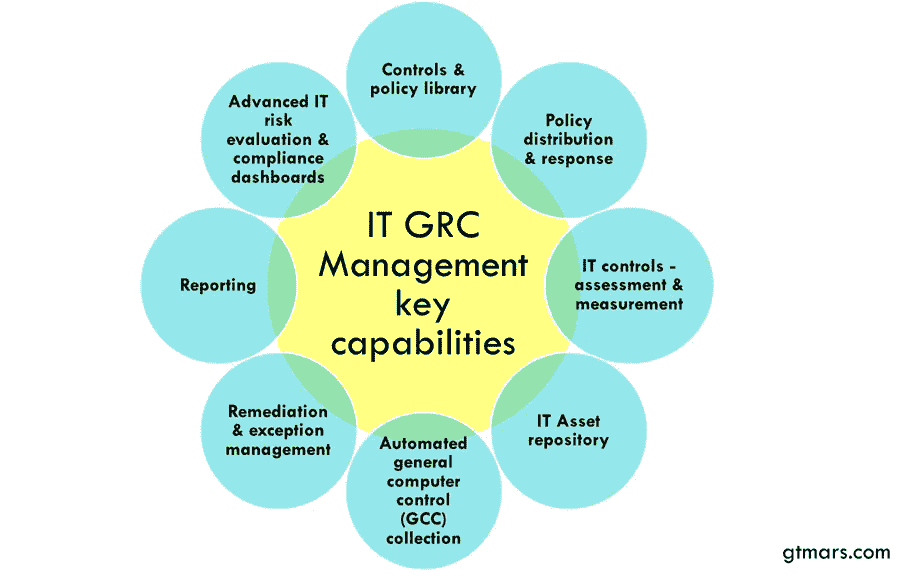 IT GRC
Management
key
capabilities
Controls &
policy library
Policy
distribution
& response
IT controls -
assessment &
measurement
IT Asset
repository
Automated
general
computer
control
(GCC)
collection
Remediation
& exception
management
Reporting
Advanced IT
risk
evaluation &
compliance
dashboards
gtmars.com